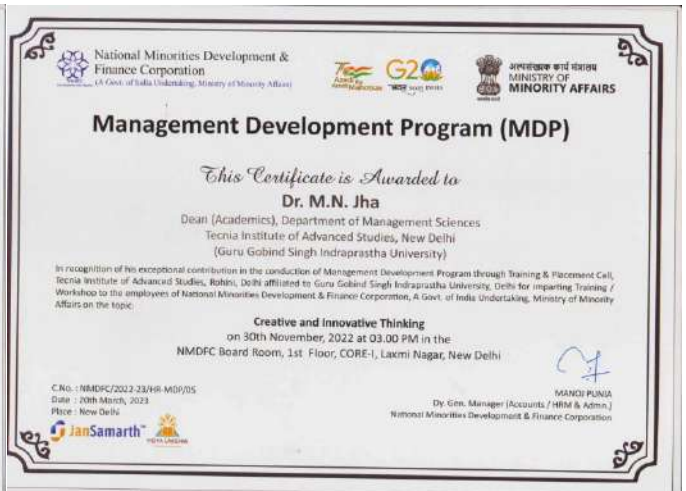 National Minorities Development &
Finance Corporation
(A Govt. of India Undertaking, Ministry of Minority Affairs)
Azadi Ka
Amrit Mahotsav
G20
अल्पसंख्यक कार्य मंत्रालय
MINISTRY OF
MINORITY AFFAIRS
Management Development Program (MDP)
This Certificate is Awarded to
Dr. M.N. Jha
Dean (Academics), Department of Management Sciences
Tecnia Institute of Advanced Studies, New Delhi
(Guru Gobind Singh Indraprastha University)
In recognition of his exceptional contribution in the conduction of Management Development Program through Training & Placement Cell,
Tecnia Institute of Advanced Studies, Rohini, Delhi affiliated to Guru Gobind Singh Indraprastha University, Delhi for imparting Training /
Workshop to the employees of National Minorities Development & Finance Corporation, A Govt. of India Undertaking, Ministry of Minority
Affairs on the topic
Creative and Innovative Thinking
on 30th November, 2022 at 03.00 PM in the
NMDFC Board Room, 1st Floor, CORE-I, Laxmi Nagar, New Delhi
C.No. : NMDFC/2022-23/HR-MDP/05
Date : 20th March, 2023
Place : New Delhi
MANOJ PUNIA
Dy. Gen. Manager (Accounts / HRM & Admn.)
National Minorities Development & Finance Corporation
JanSamarth
VIDYA LAKSHMI